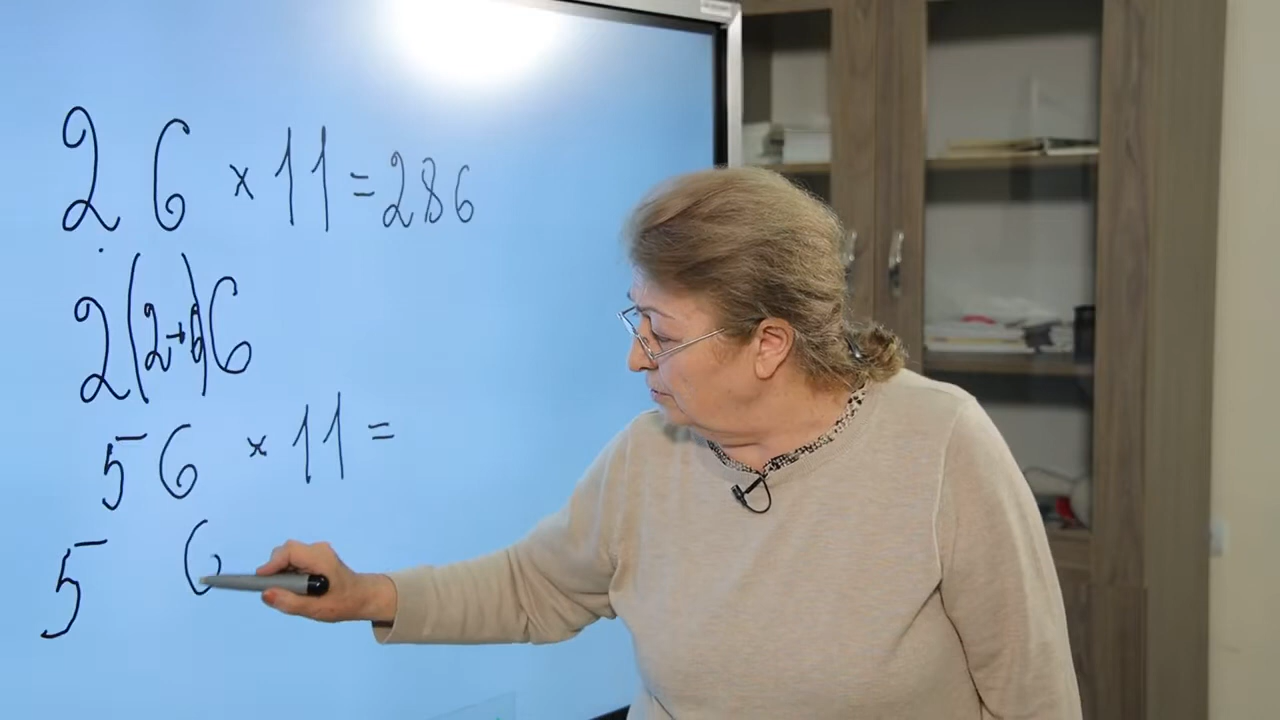 26 × 11 = 286
2(2+6)6
56 × 11 =
5 6